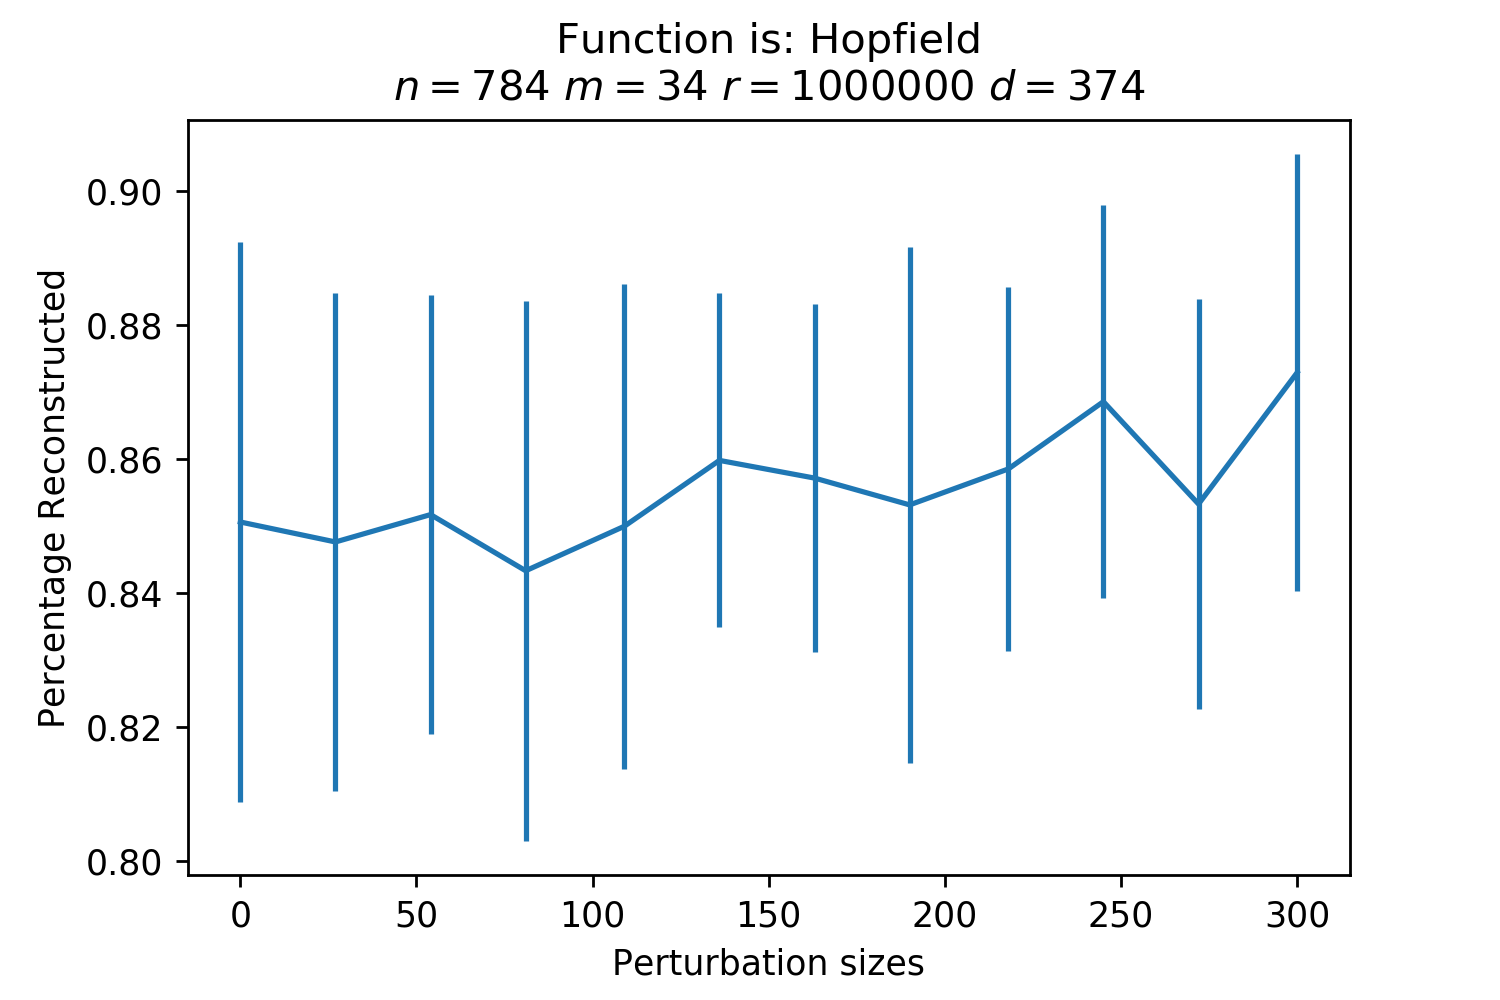 Function is: Hopfield
n = 784 m = 34 r = 1000000 d = 374
Percentage Reconstructed
0.90
0.88
0.86
0.84
0.82
0.80
0 50 100 150 200 250 300
Perturbation sizes